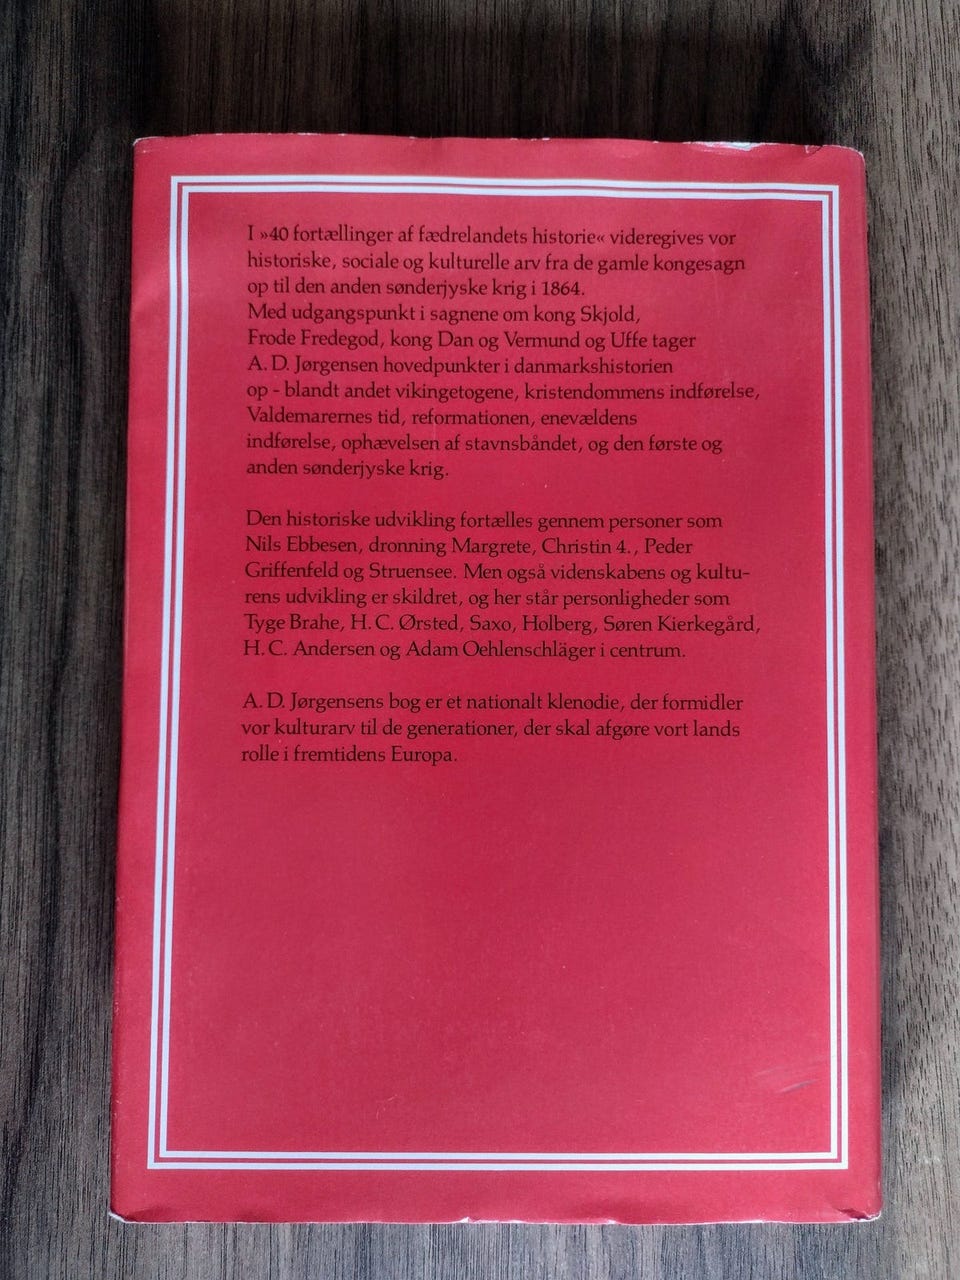 I »40 fortællinger af fædrelandets historie« videregives vor
historiske, sociale og kulturelle arv fra de gamle kongesagn
op til den anden sønderjyske krig i 1864.
Med udgangspunkt i sagnene om kong Skjold,
Frode Fredegod, kong Dan og Vermund og Uffe tager
A. D. Jørgensen hovedpunkter i danmarkshistorien
op - blandt andet vikingetogene, kristendommens indførelse,
Valdemarernes tid, reformationen, enevældens
indførelse, ophævelsen af stavnsbåndet, og den første og
anden sønderjyske krig.
Den historiske udvikling fortælles gennem personer som
Nils Ebbesen, dronning Margrete, Christin 4., Peder
Griffenfeld og Struensee. Men også videnskabens og kultu-
rens udvikling er skildret, og her står personligheder som
Tyge Brahe, H. C. Ørsted, Saxo, Holberg, Søren Kierkegård,
H. C. Andersen og Adam Oehlenschläger i centrum.
A. D. Jørgensens bog er et nationalt klenodie, der formidler
vor kulturarv til de generationer, der skal afgøre vort lands
rolle i fremtidens Europa.